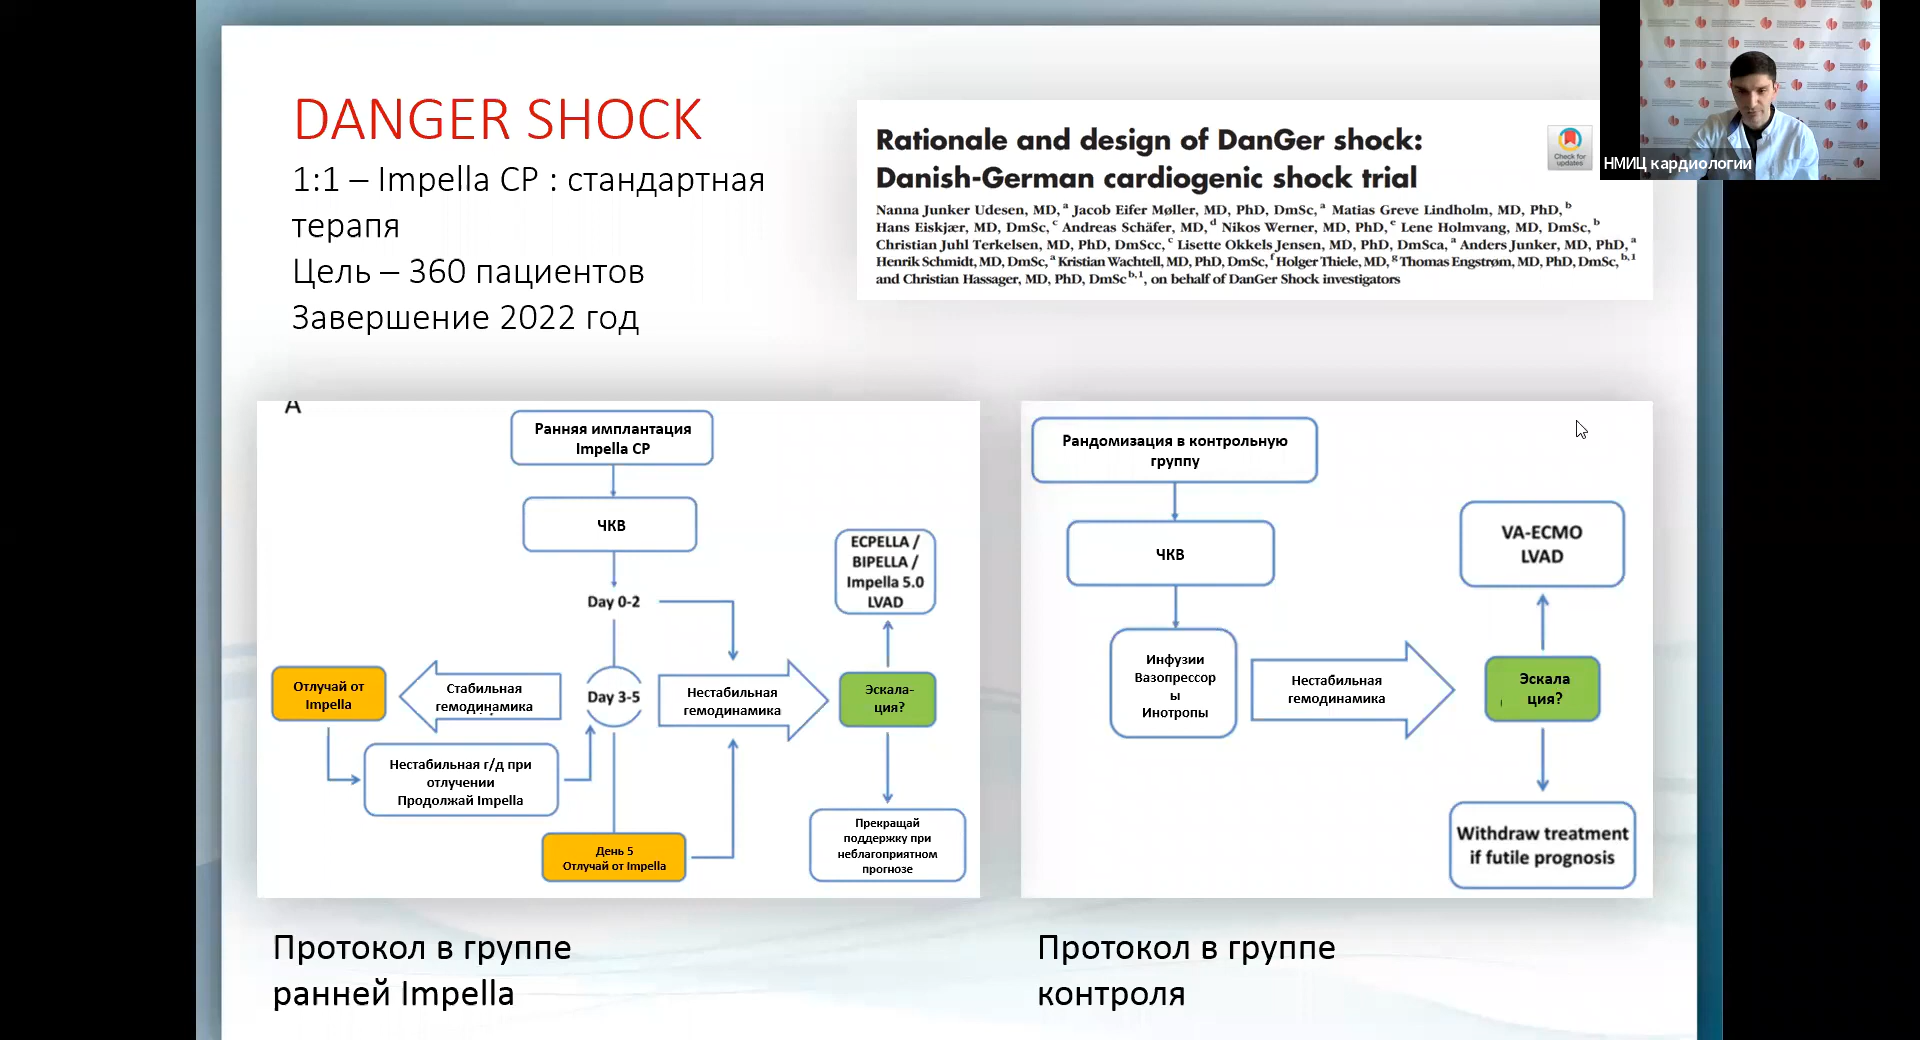 DANGER SHOCK
1:1 – Impella CP : стандартная
терапя
Цель – 360 пациентов
Завершение 2022 год
Rationale and design of DanGer shock:
Danish-German cardiogenic shock trial
Check for
updates
Nanna Junker Udesen, MD, a Jacob Eifer Møller, MD, PhD, DmSc, a Matias Greve Lindholm, MD, PhD, b
Hans Eiskjær, MD, DmSc, c Andreas Schäfer, MD, d Nikos Werner, MD, PhD, e Lene Holmvang, MD, DmSc, b
Christian Juhl Terkelsen, MD, PhD, DmScc, c Lisette Okkels Jensen, MD, PhD, DmSca, a Anders Junker, MD, PhD, a
Henrik Schmidt, MD, DmSc, a Kristian Wachtell, MD, PhD, DmSc, f Holger Thiele, MD, g Thomas Engstrøm, MD, PhD, DmSc, b,1
and Christian Hassager, MD, PhD, DmSc b,1, on behalf of DanGer Shock investigators
НМИЦ кардиологии
A
Ранняя имплантация
Impella CP
ЧКВ
Day 0-2
ECPELLA /
BIPELLA /
Impella 5.0
LVAD
Отлучай от
Impella
Стабильная
гемодинамика
Day 3-5
Нестабильная
гемодинамика
Эскала-
ция?
Нестабильная г/д при
отлучении
Продолжай Impella
День 5
Отлучай от Impella
Прекращай
поддержку при
неблагоприятном
прогнозе
Рандомизация в контрольную
группу
ЧКВ
Инфузии
Вазопрессор
ы
Инотропы
Нестабильная
гемодинамика
VA-ECMO
LVAD
Эскала
ция?
Withdraw treatment
if futile prognosis
Протокол в группе
ранней Impella
Протокол в группе
контроля